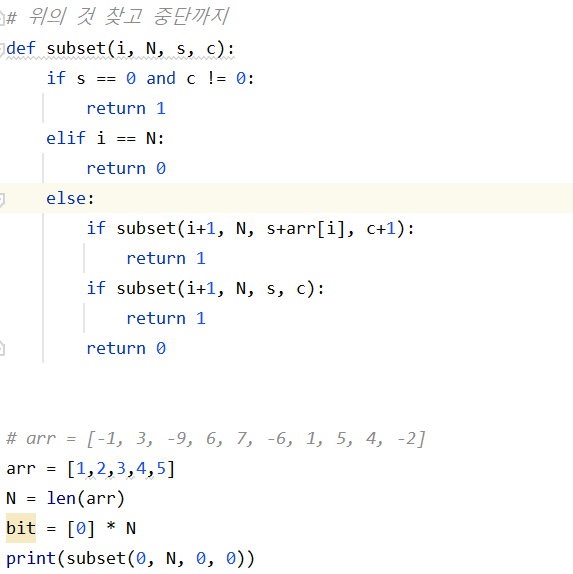 # 위의 것 찾고 중단까지
def subset(i, N, s, c):
    if s == 0 and c != 0:
        return 1
    elif i == N:
        return 0
    else:
        if subset(i+1, N, s+arr[i], c+1):
            return 1
        if subset(i+1, N, s, c):
            return 1
        return 0
# arr = [-1, 3, -9, 6, 7, -6, 1, 5, 4, -2]
arr = [1,2,3,4,5]
N = len(arr)
bit = [0] * N
print(subset(0, N, 0, 0))